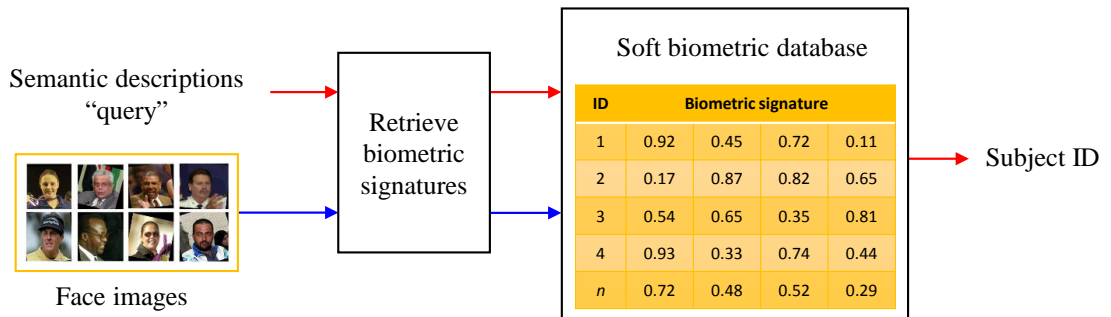 Semantic descriptions
“query”
Face images
Retrieve
biometric
signatures
Soft biometric database
ID Biometric signature
1 0.92 0.45 0.72 0.11
2 0.17 0.87 0.82 0.65
3 0.54 0.65 0.35 0.81
4 0.93 0.33 0.74 0.44
n 0.72 0.48 0.52 0.29
Subject ID